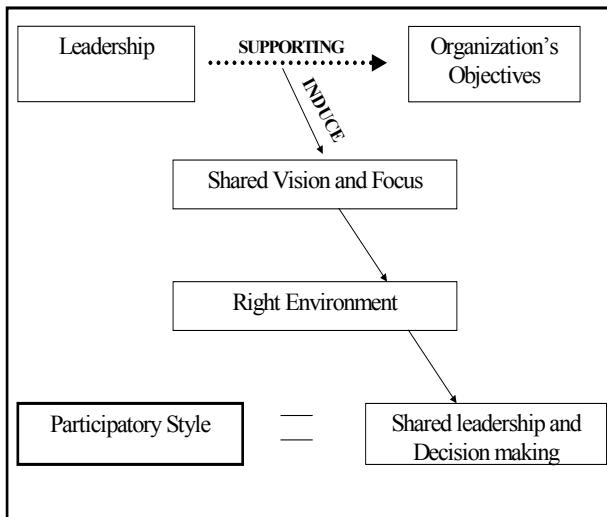 Leadership
SUPPORTING
Organization's
Objectives
INDUCE
Shared Vision and Focus
Right Environment
Participatory Style
Shared leadership and
Decision making